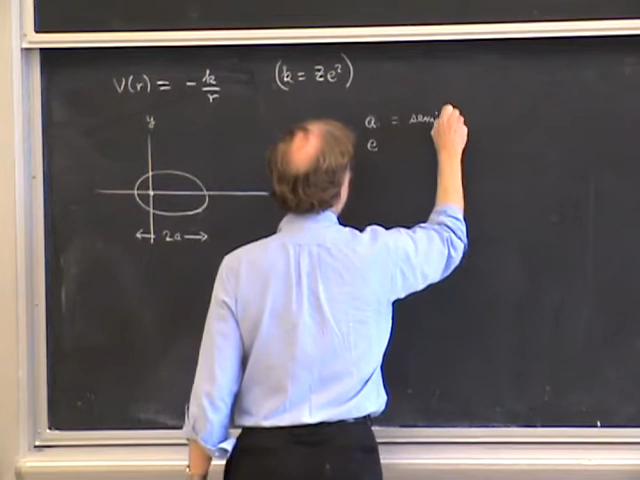 V(r) = - k/r (k = Ze²)
y
2a
a = semi
e